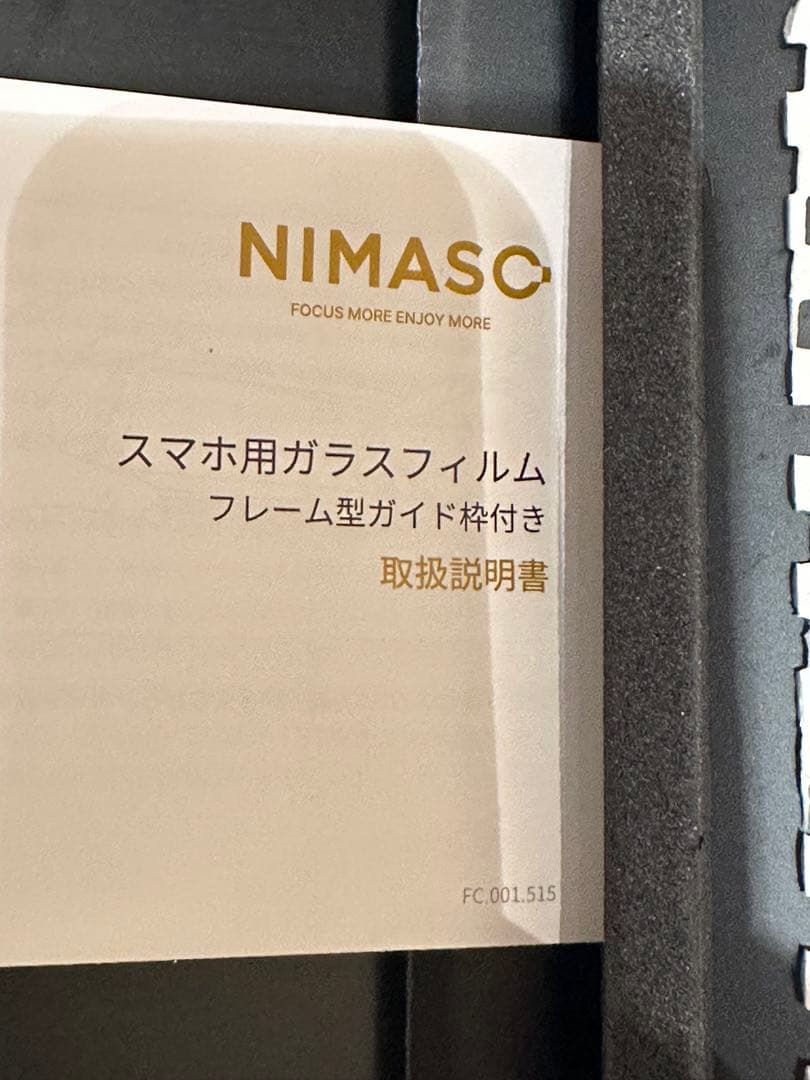 NIMASO
FOCUS MORE ENJOY MORE
スマホ用ガラスフィルム
フレーム型ガイド枠付き
取扱説明書
FC.001.515